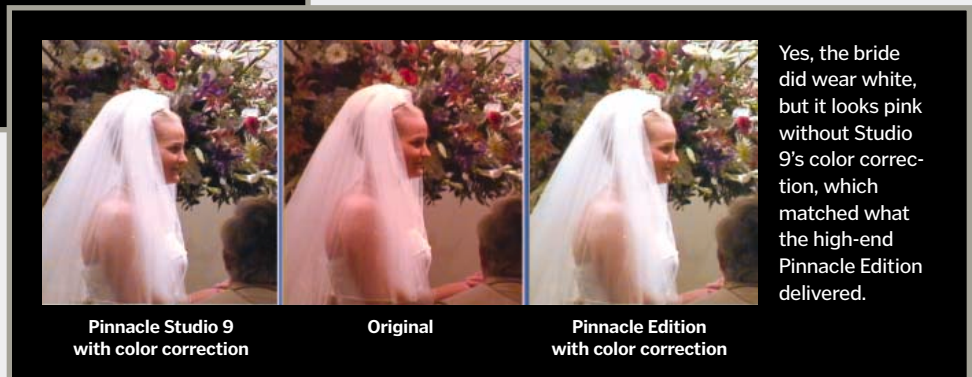 Yes, the bride
did wear white,
but it looks pink
without Studio
9's color correc-
tion, which
matched what
the high-end
Pinnacle Edition
delivered.
Pinnacle Studio 9
with color correction
Original
Pinnacle Edition
with color correction